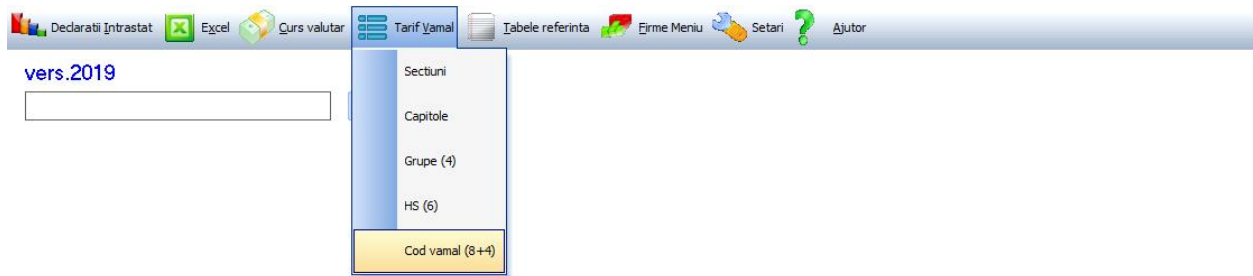 Declaratii Intrastat Excel Curs valutar Tarif Vamal Tabele referinta Firme Meniu Setari Ajutor
vers.2019
Sectiuni
Capitole
Grupe (4)
HS (6)
Cod vamal (8+4)